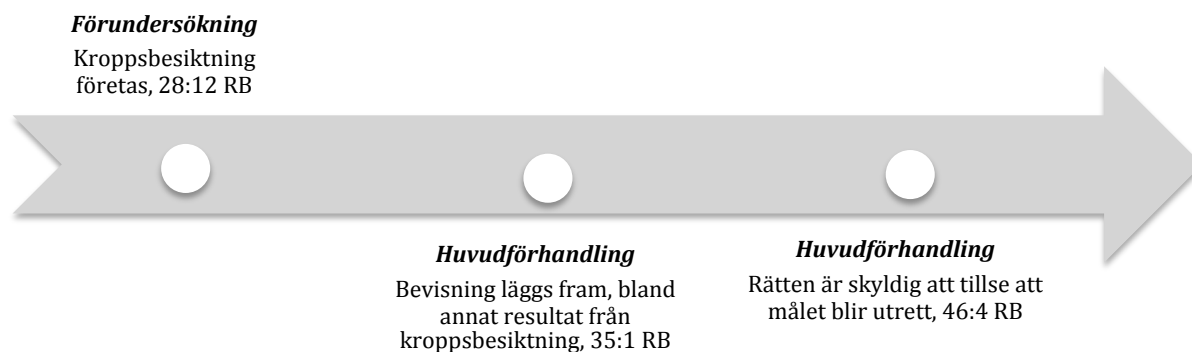 Förundersökning
Kroppsbesiktning
företas, 28:12 RB
Huvudförhandling
Bevisning läggs fram, bland
annat resultat från
kroppsbesiktning, 35:1 RB
Huvudförhandling
Rätten är skyldig att tillse att
målet blir utrett, 46:4 RB